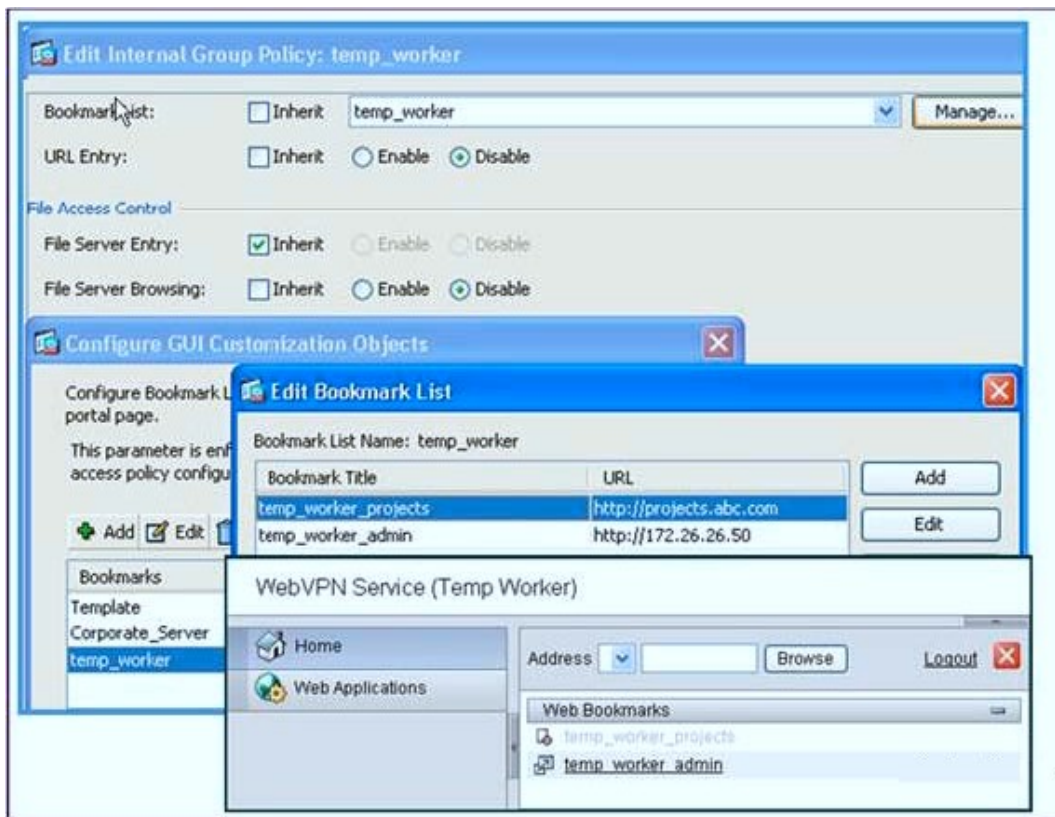 Edit Internal Group Policy: temp_worker
Bookmark List: Inherit temp_worker Manage...
URL Entry: Inherit Enable Disable
File Access Control
File Server Entry: Inherit Enable Disable
File Server Browsing: Inherit Enable Disable
Configure GUI Customization Objects
Configure Bookmark L
portal page.
This parameter is enf
access policy configu
Add Edit
Bookmarks
Template
Corporate_Server
temp_worker
Edit Bookmark List
Bookmark List Name: temp_worker
Bookmark Title URL
temp_worker_projects http://projects.abc.com
temp_worker_admin http://172.26.26.50
Add
Edit
WebVPN Service (Temp Worker)
Home
Web Applications
Address Browse Logout
Web Bookmarks
temp_worker_projects
temp_worker_admin